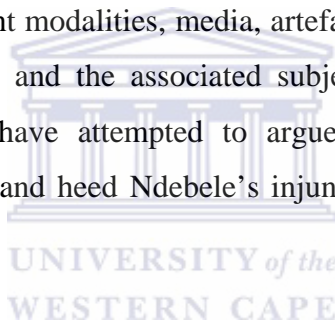 nt modalities, media, artefa
and the associated subje
have attempted to argue
and heed Ndebele's injun
UNIVERSITY of the
WESTERN CAPE